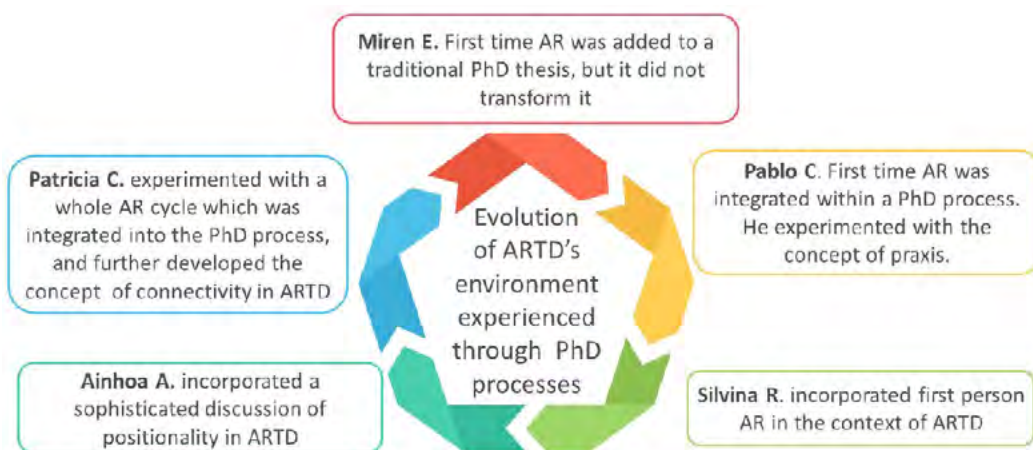 Miren E. First time AR was added to a
traditional PhD thesis, but it did not
transform it
Pablo C. First time AR was
integrated within a PhD process.
He experimented with the
concept of praxis.
Silvina R. incorporated first person
AR in the context of ARTD
Ainhoa A. incorporated a
sophisticated discussion of
positionality in ARTD
Patricia C. experimented with a
whole AR cycle which was
integrated into the PhD process,
and further developed the
concept of connectivity in ARTD
Evolution
of ARTD's
environment
experienced
through PhD
processes